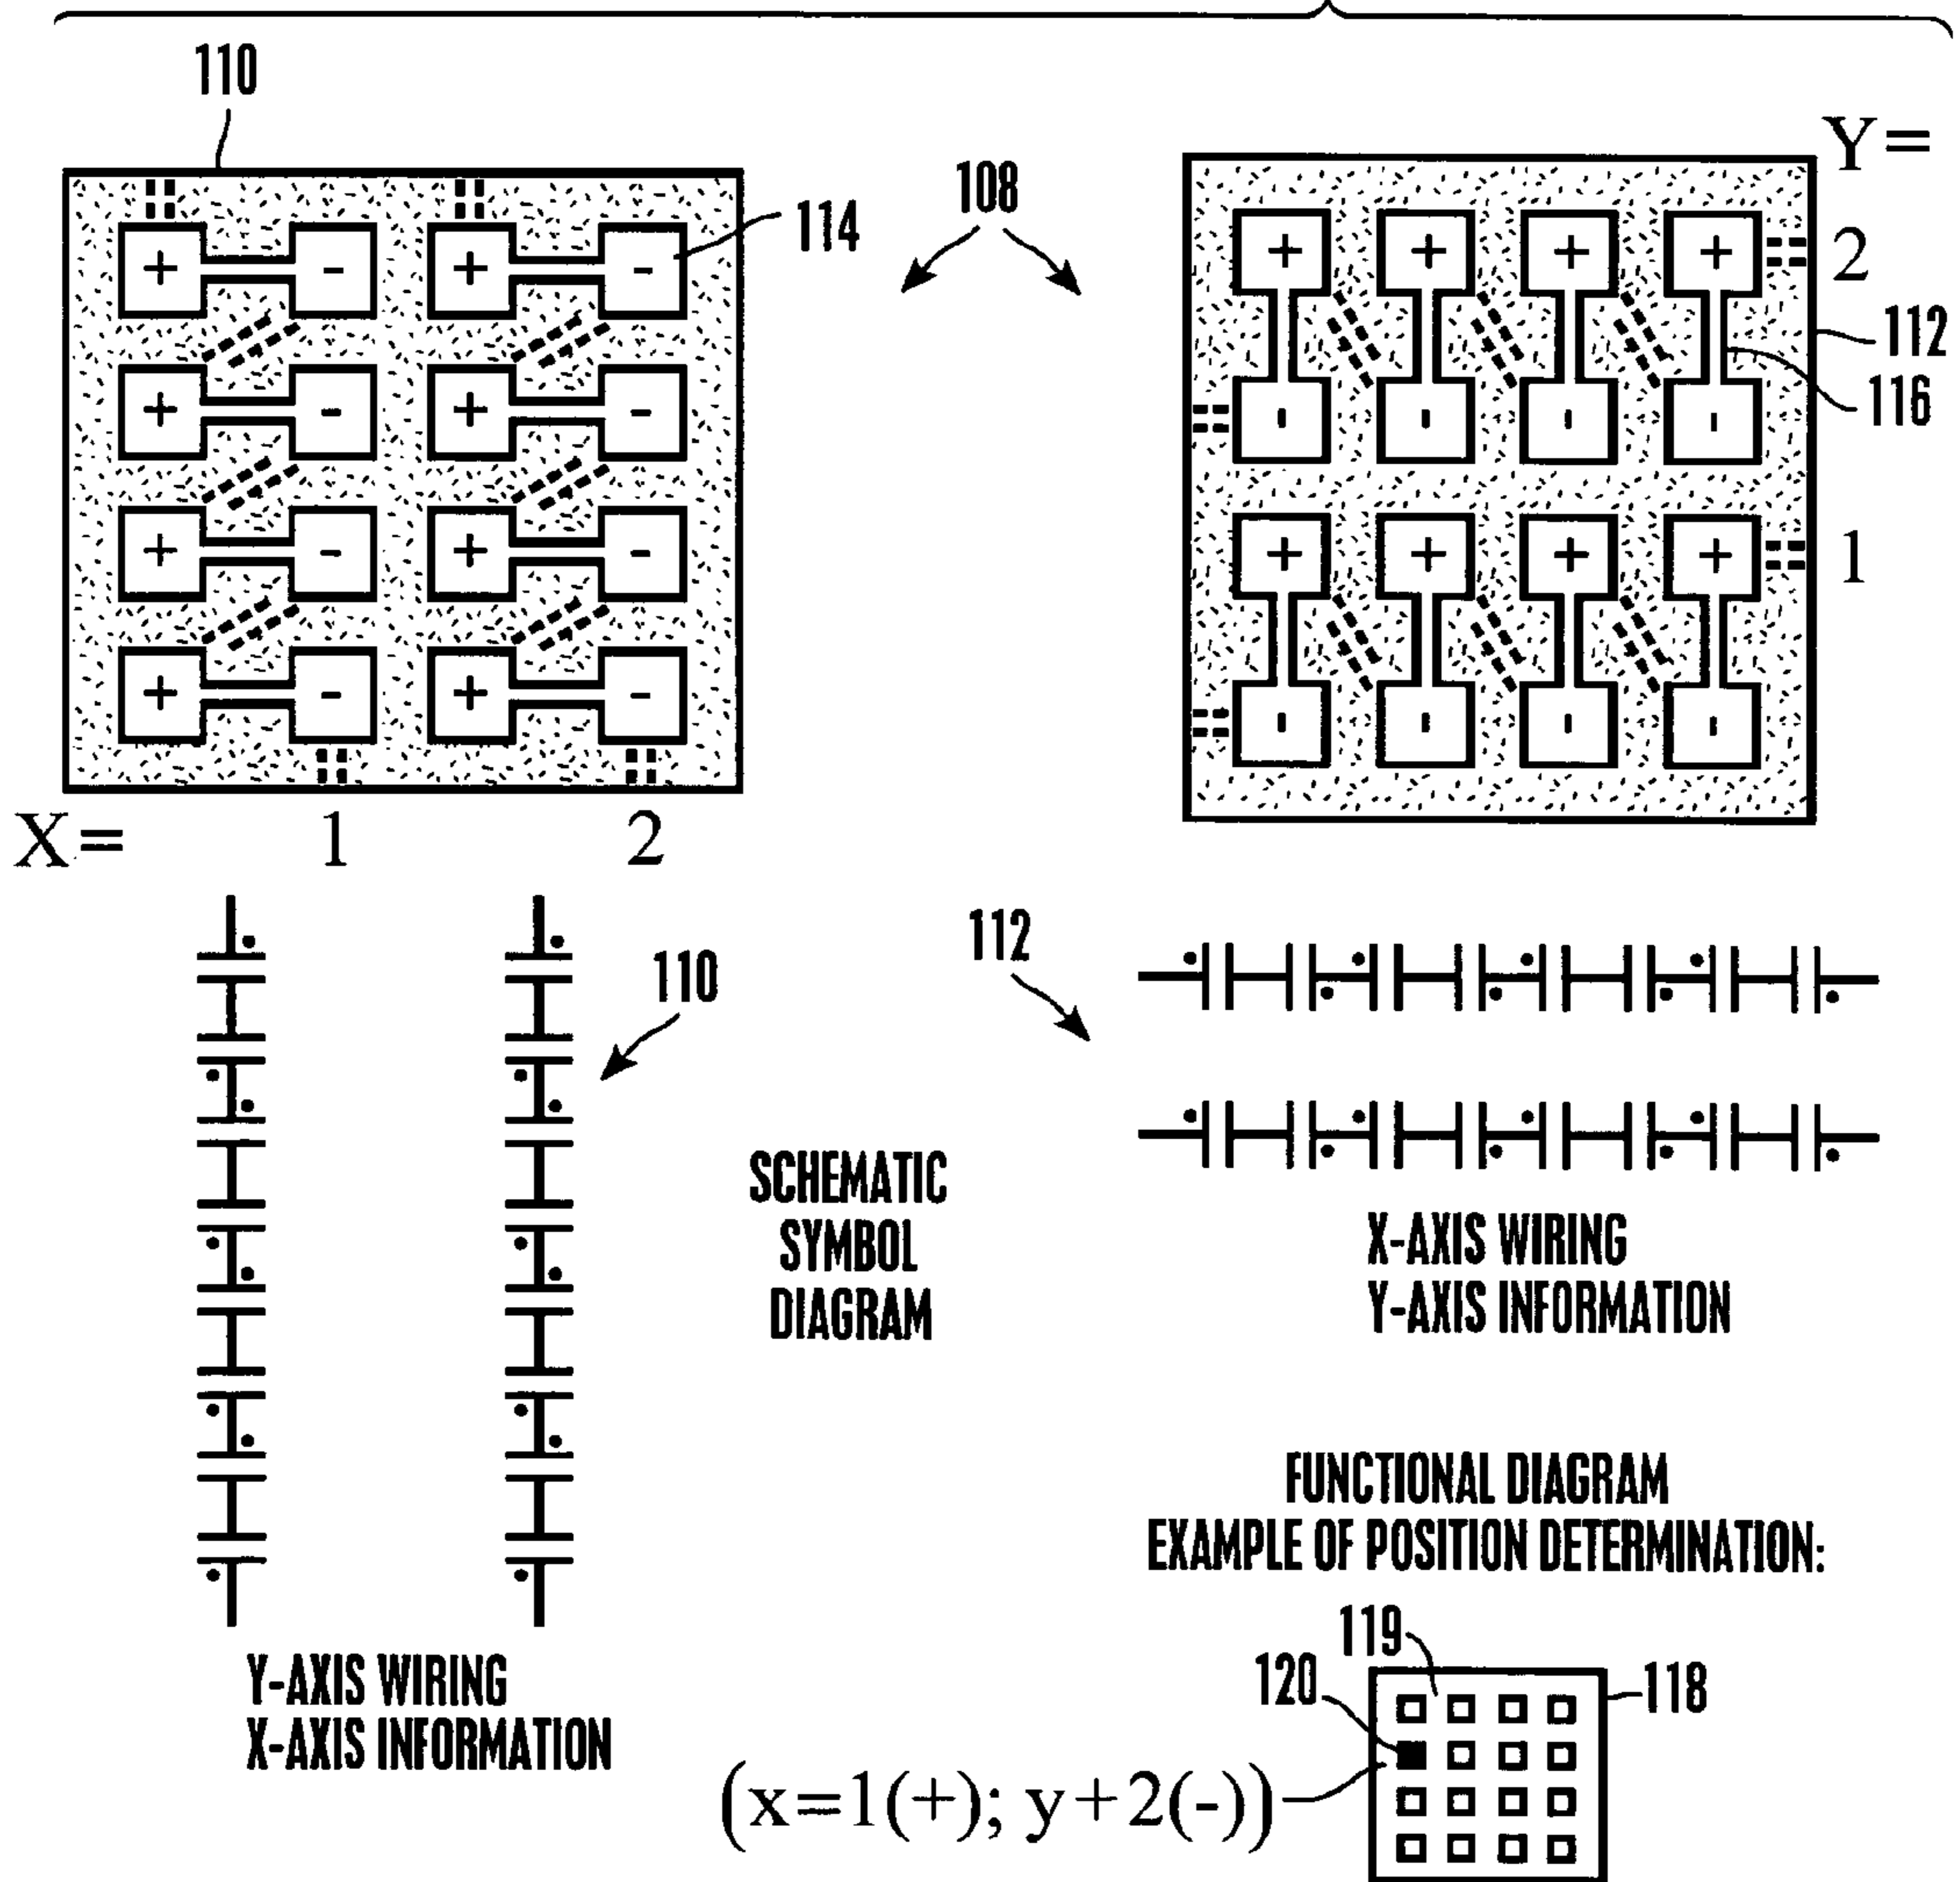 110
108
114
Y=
+ - + -
+ - + -
+ - + -
+ - + -
+ + + +
- - - -
+ + + +
- - - -
2
112
116
1
X= 1 2
110
112
SCHEMATIC
SYMBOL
DIAGRAM
X-AXIS WIRING
Y-AXIS INFORMATION
Y-AXIS WIRING
X-AXIS INFORMATION
FUNCTIONAL DIAGRAM
EXAMPLE OF POSITION DETERMINATION:
119
120
118
(x=1(+); y+2(-))